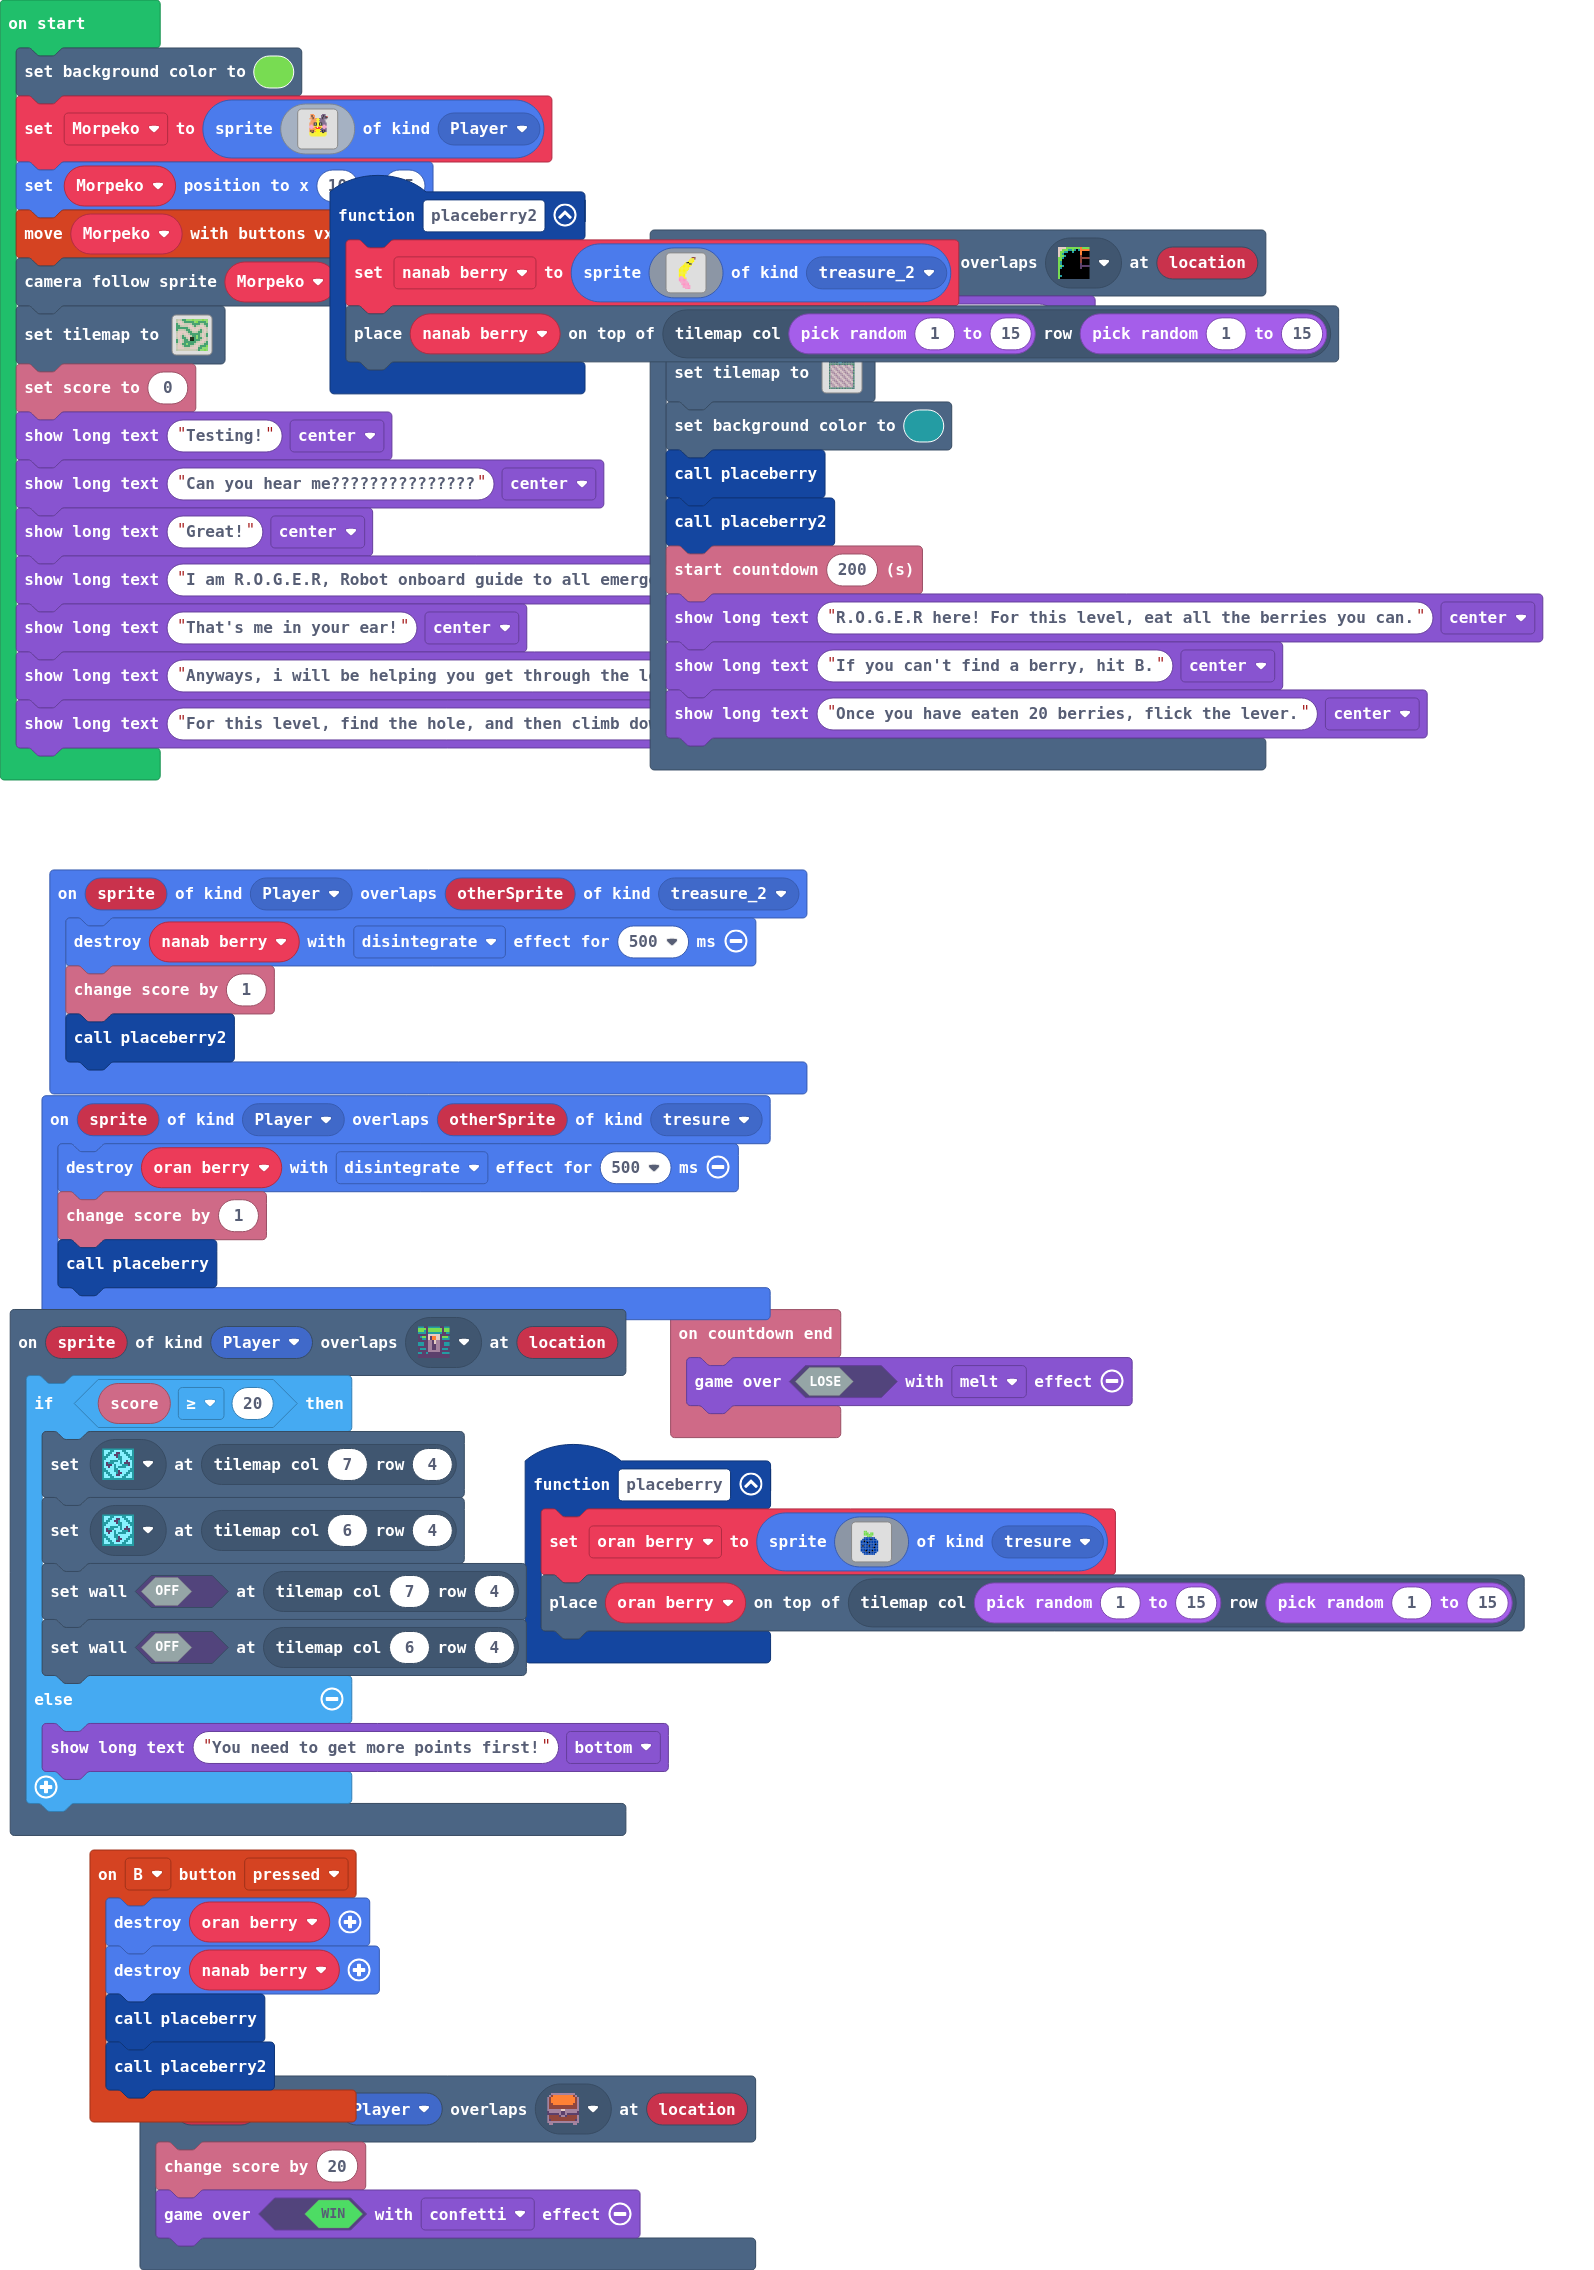 on start
set background color to
set Morpeko to sprite of kind Player
set Morpeko position to x
move Morpeko with buttons vx
camera follow sprite Morpeko
set tilemap to
set score to 0
show long text "Testing!" center
show long text "Can you hear me???????????????" center
show long text "Great!" center
show long text "I am R.O.G.E.R, Robot onboard guide to all
show long text "That's me in your ear!" center
show long text "Anyways, i will be helping you get through the
show long text "For this level, find the hole, and then climb
function placeberry2
set nanab berry to sprite of kind treasure_2
place nanab berry on top of tilemap col pick random 1 to 15 row pick random 1 to 15
overlaps at location
set tilemap to
set background color to
call placeberry
call placeberry2
start countdown 200 (s)
show long text "R.O.G.E.R here! For this level, eat all the berries you can." center
show long text "If you can't find a berry, hit B." center
show long text "Once you have eaten 20 berries, flick the lever." center
on sprite of kind Player overlaps otherSprite of kind treasure_2
destroy nanab berry with disintegrate effect for 500 ms
change score by 1
call placeberry2
on sprite of kind Player overlaps otherSprite of kind tresure
destroy oran berry with disintegrate effect for 500 ms
change score by 1
call placeberry
on sprite of kind Player overlaps at location
if score ≥ 20 then
set at tilemap col 7 row 4
set at tilemap col 6 row 4
set wall OFF at tilemap col 7 row 4
set wall OFF at tilemap col 6 row 4
else
show long text "You need to get more points first!" bottom
on countdown end
game over LOSE with melt effect
function placeberry
set oran berry to sprite of kind tresure
place oran berry on top of tilemap col pick random 1 to 15 row pick random 1 to 15
on B button pressed
destroy oran berry
destroy nanab berry
call placeberry
call placeberry2
Player overlaps at location
change score by 20
game over WIN with confetti effect